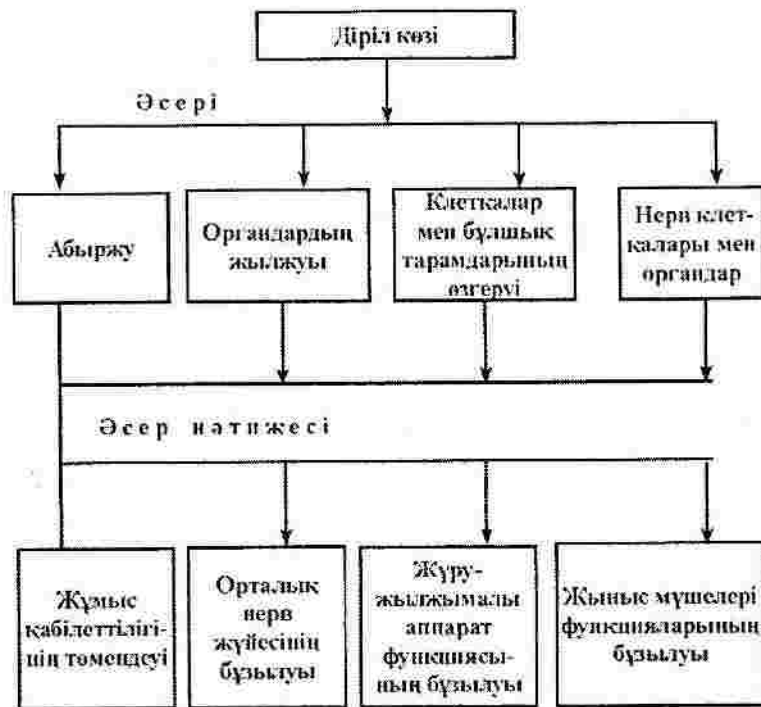 Діріл көзі
Әсері
Абыржу
Органдардың
жылжуы
Клеткалар
мен бұлшық
тарамдарының
өзгеруі
Нерв клет-
калары мен
органдар
Әсер нәтижесі
Жұмыс
қабілеттілігі-
нің төмендеуі
Орталық
нерв
жүйесінің
бұзылуы
Жүру-
жылжымалы
аппарат
функциясы-
ның бұзылуы
Жыныс мүшелері
функцияларының
бұзылуы